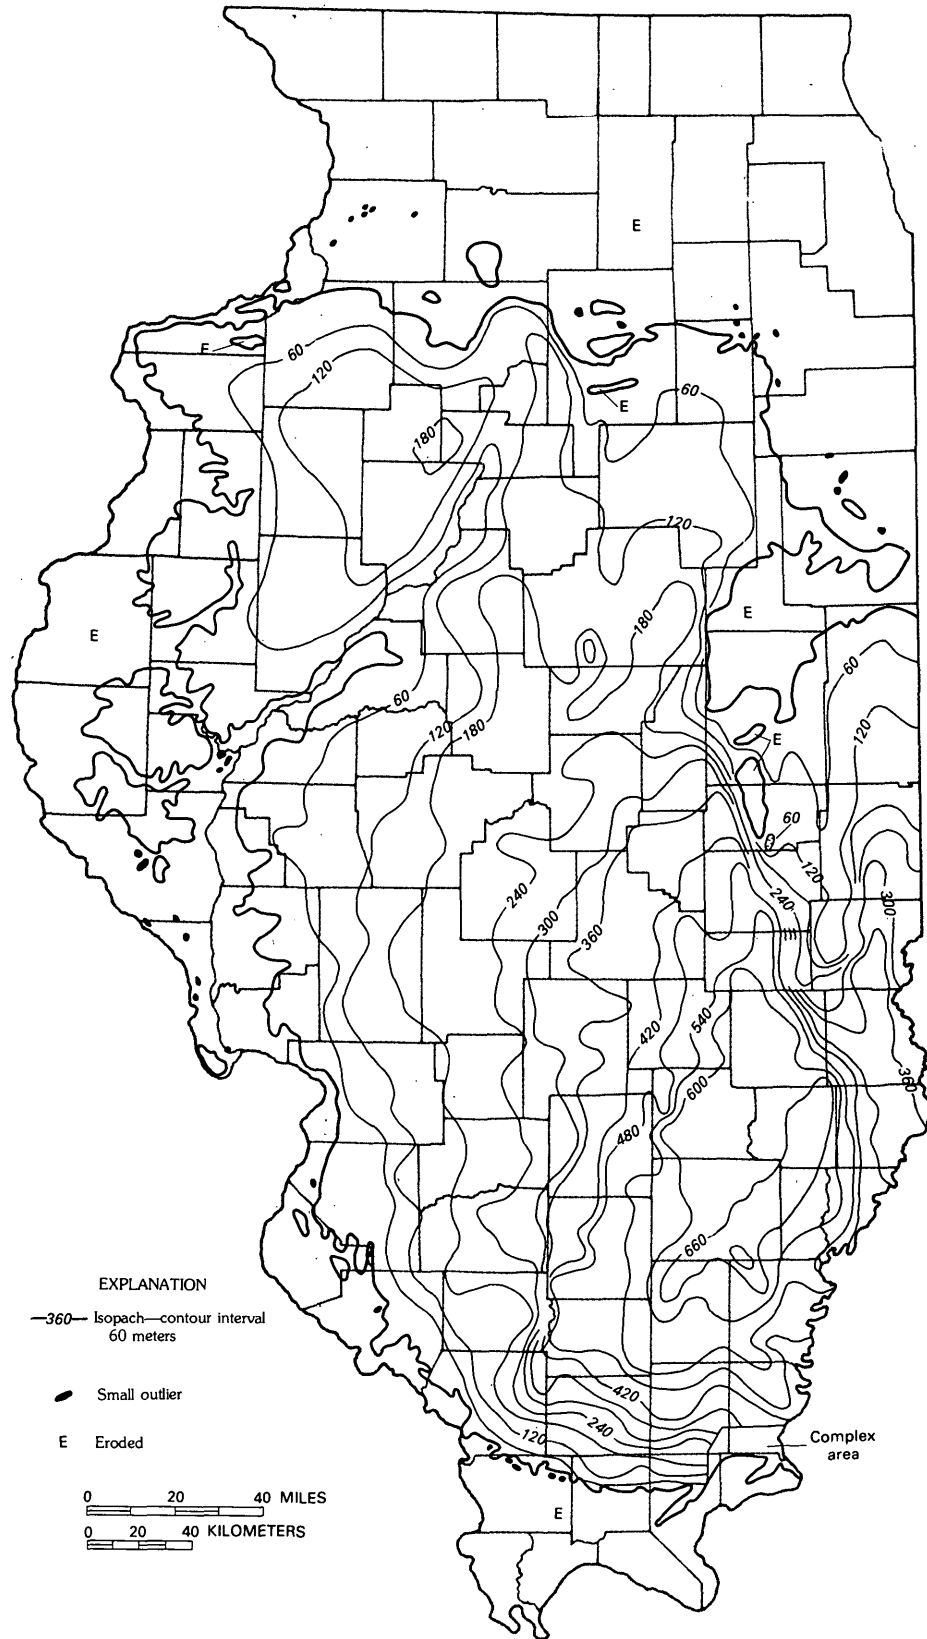 E
E
60
120
E
60
180
120
E
180
E
E
60
60
120
120
180
E
60
120
240
300
240
300
360
420
540
360
600
480
660
EXPLANATION
—360— Isopach—contour interval
60 meters
420
Small outlier
240
120
Complex
area
E Eroded
0 20 40 MILES
0 20 40 KILOMETERS
E